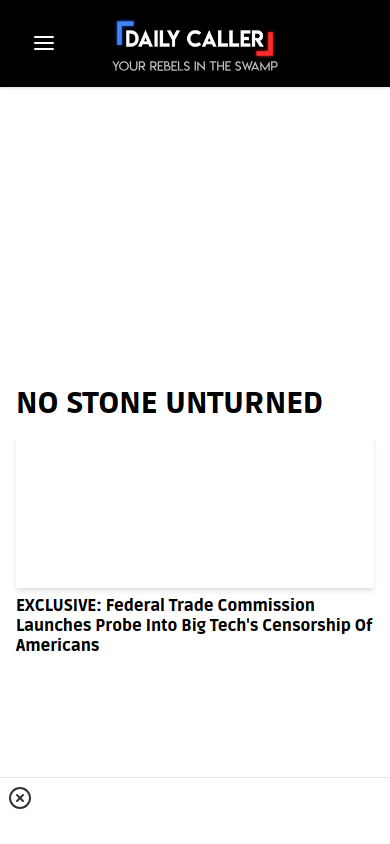 DAILY CALLER
YOUR REBELS IN THE SWAMP
NO STONE UNTURNED
EXCLUSIVE: Federal Trade Commission
Launches Probe Into Big Tech's Censorship Of
Americans